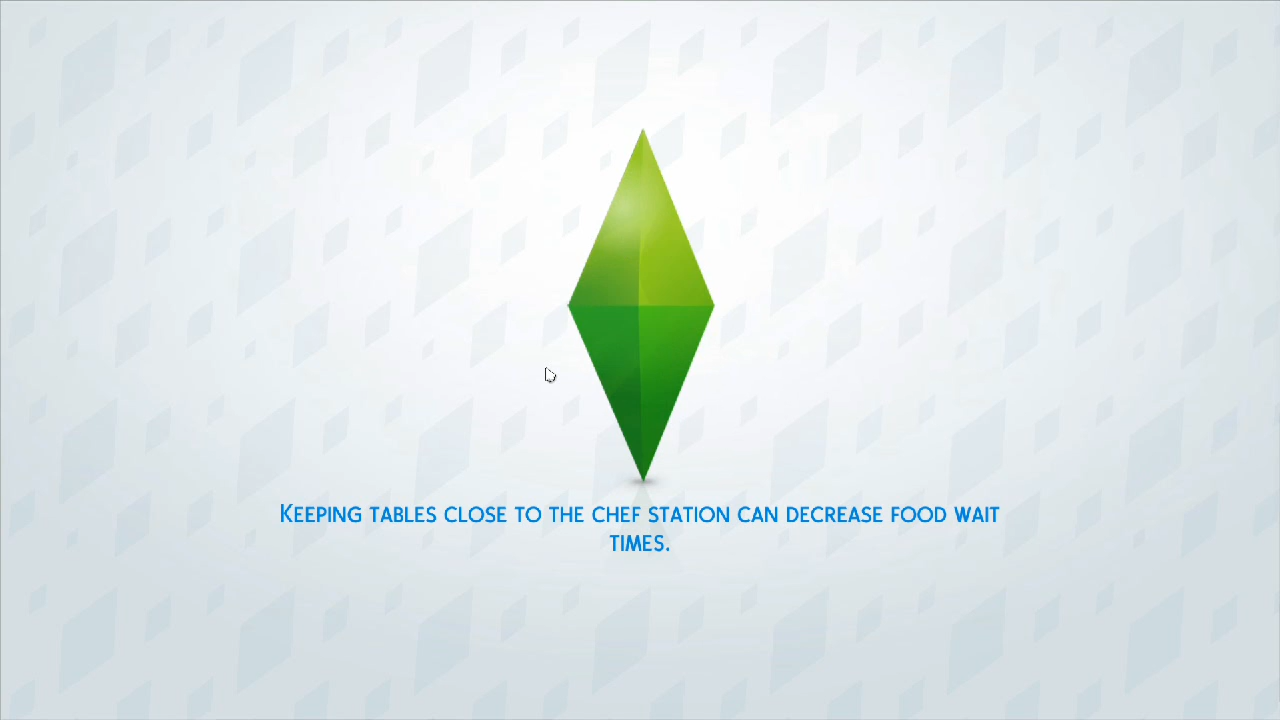 Keeping tables close to the chef station can decrease food wait
times.